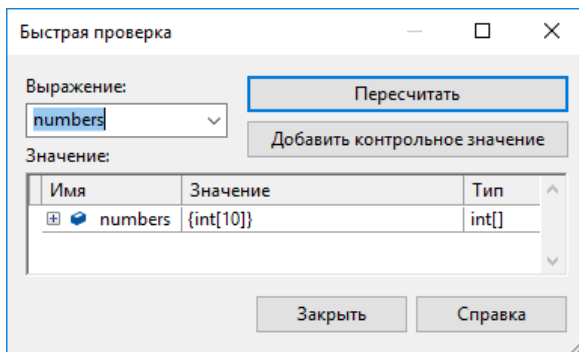 Быстрая проверка
Выражение:
numbers
Пересчитать
Добавить контрольное значение
Значение:
Имя Значение Тип
numbers {int[10]} int[]
Закрыть Справка